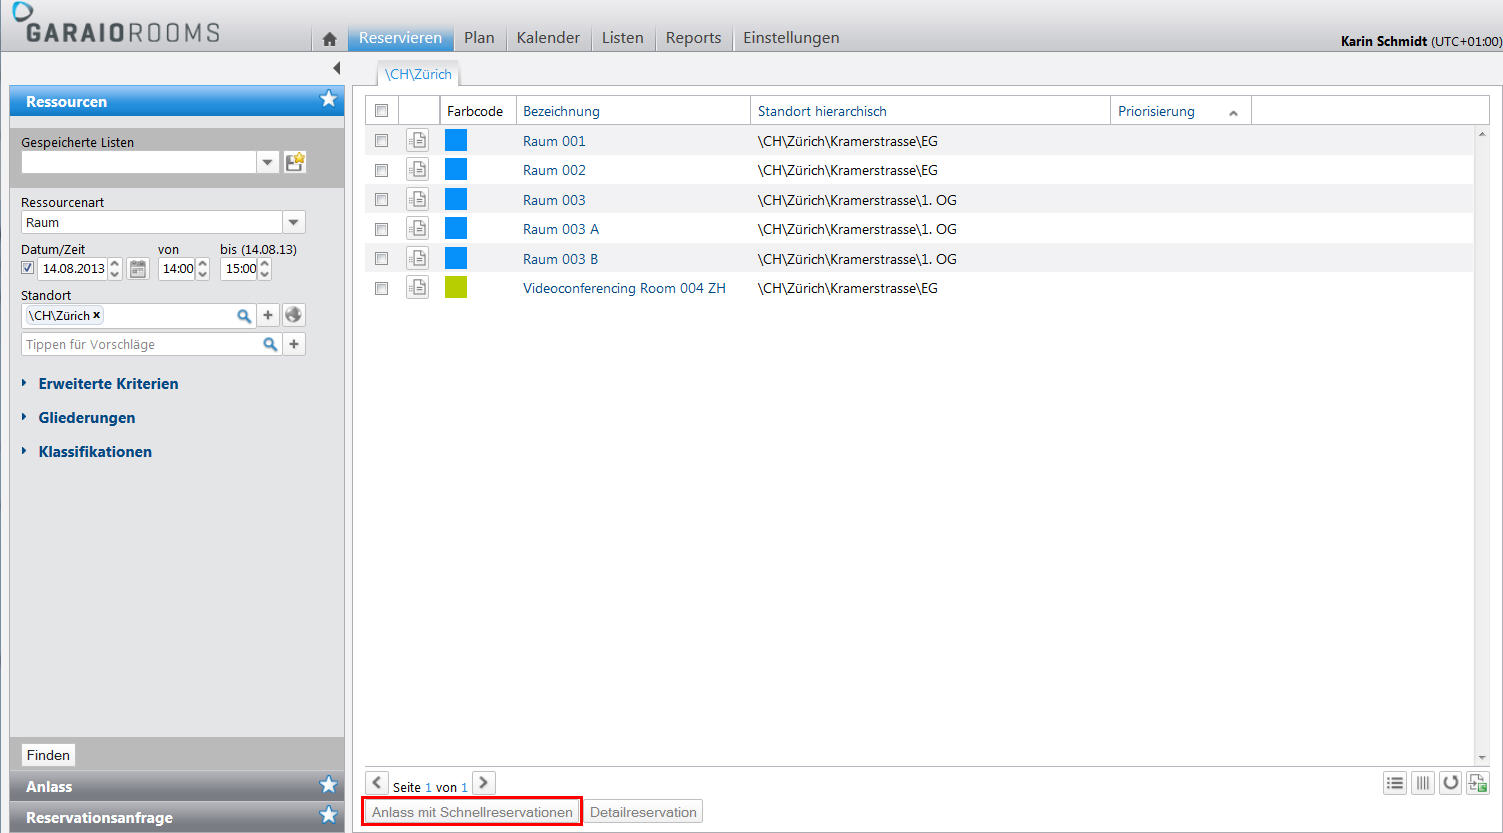 GARAIOROOMS
Reservieren Plan Kalender Listen Reports Einstellungen
Karin Schmidt (UTC+01:00)
Ressourcen
Gespeicherte Listen
Ressourcenart
Raum
Datum/Zeit von bis (14.08.13)
14.08.2013 14:00 15:00
Standort
\CH\Zürich x
Tippen für Vorschläge
Erweiterte Kriterien
Gliederungen
Klassifikationen
Finden
Anlass
Reservationsanfrage
\CH\Zürich
Farbcode Bezeichnung Standort hierarchisch Priorisierung
Raum 001 \CH\Zürich\Kramerstrasse\EG
Raum 002 \CH\Zürich\Kramerstrasse\EG
Raum 003 \CH\Zürich\Kramerstrasse\1. OG
Raum 003 A \CH\Zürich\Kramerstrasse\1. OG
Raum 003 B \CH\Zürich\Kramerstrasse\1. OG
Videoconferencing Room 004 ZH \CH\Zürich\Kramerstrasse\EG
Seite 1 von 1
Anlass mit Schnellreservationen Detailreservation